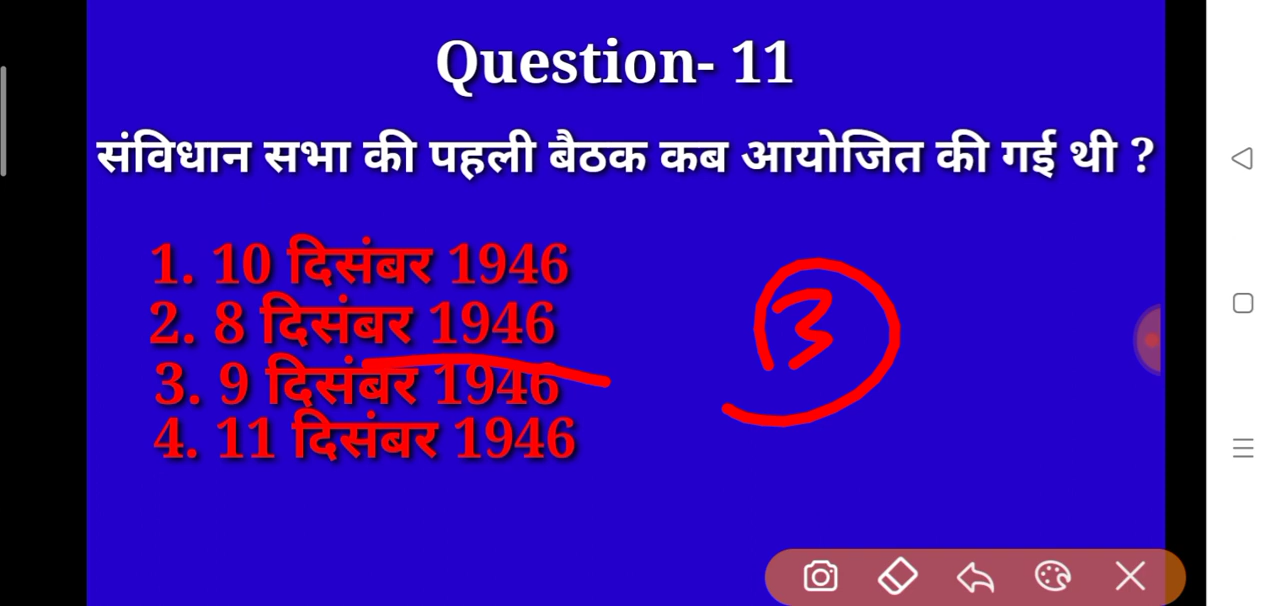 Question- 11
संविधान सभा की पहली बैठक कब आयोजित की गई थी ?
1. 10 दिसंबर 1946
2. 8 दिसंबर 1946
3. 9 दिसंबर 1946
4. 11 दिसंबर 1946
3